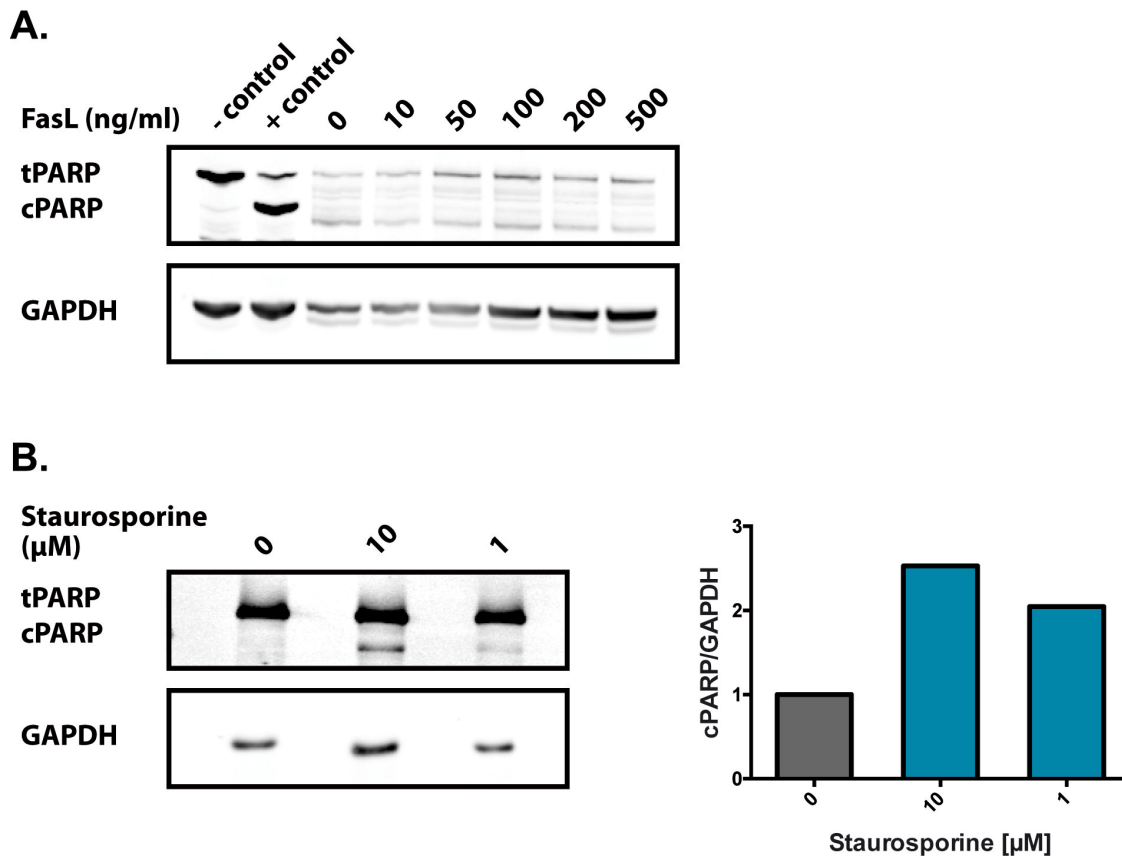 A.
FasL (ng/ml) - control + control 0 10 50 100 200 500
tPARP
cPARP
GAPDH
B.
Staurosporine
(µM) 0 10 1
tPARP
cPARP
GAPDH
3
2
1
0
cPARP/GAPDH
0 10 1
Staurosporine [µM]